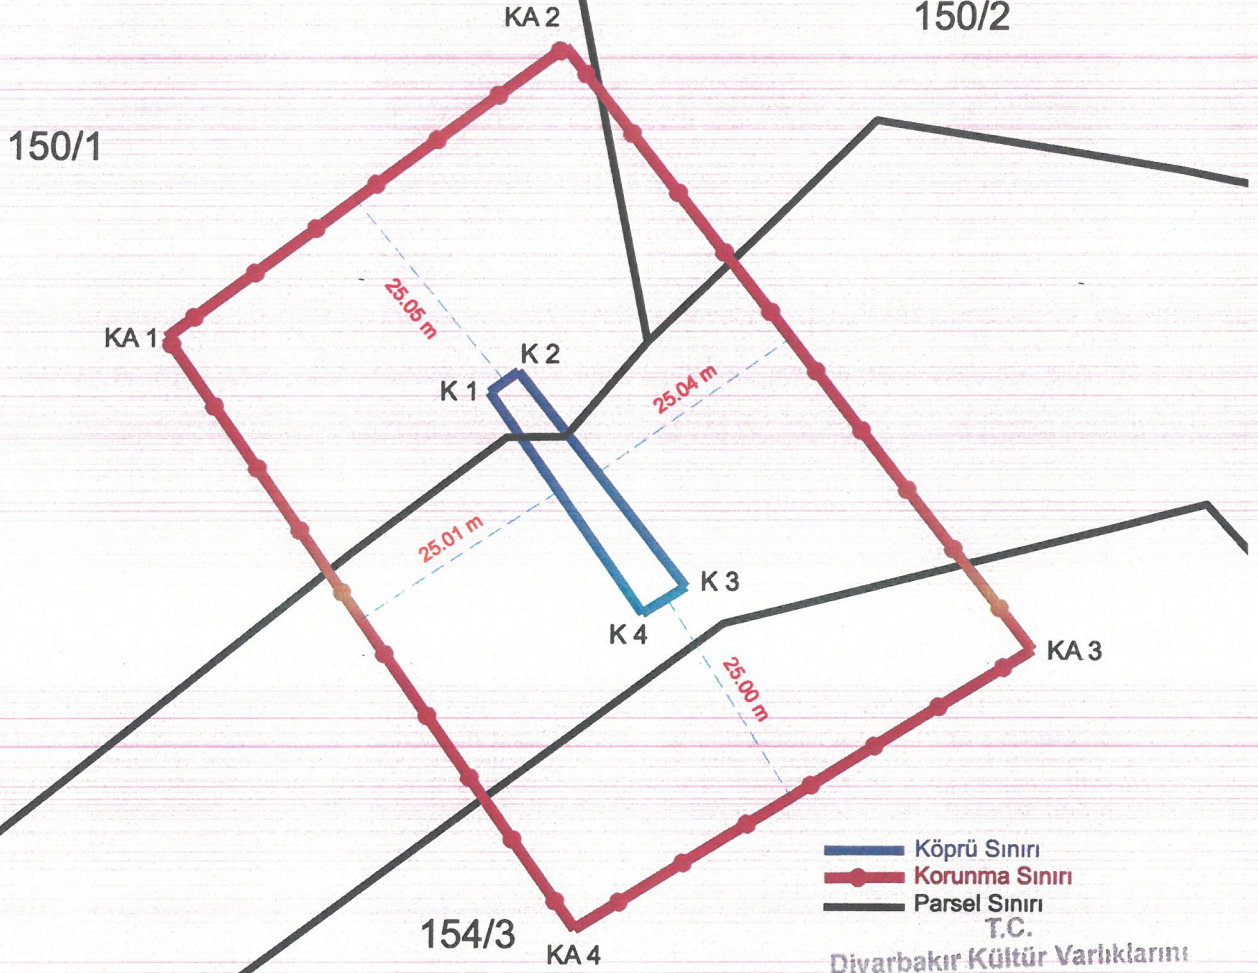 KA 2
150/2
150/1
KA 1
25.05 m
K 2
K 1
25.04 m
25.01 m
K 3
K 4
KA 3
25.00 m
Köprü Sınırı
Korunma Sınırı
Parsel Sınırı
154/3
KA 4
T.C.
Diyarbakır Kültür Varlıklarını